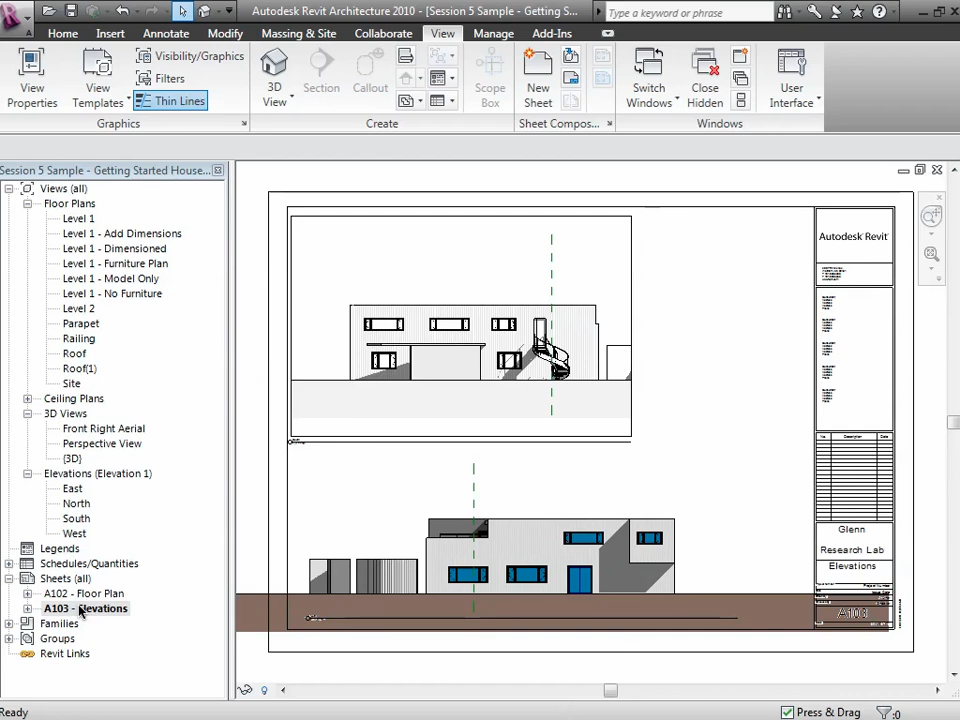 Autodesk Revit Architecture 2010 - [Session 5 Sample - Getting S...
Type a keyword or phrase
Home Insert Annotate Modify Massing & Site Collaborate View Manage Add-Ins
View Properties
View Templates
Visibility/Graphics
Filters
Thin Lines
3D View
Section
Callout
Scope Box
New Sheet
Switch Windows
Close Hidden
User Interface
Graphics
Create
Sheet Compos...
Windows
Session 5 Sample - Getting Started House...
Views (all)
Floor Plans
Level 1
Level 1 - Add Dimensions
Level 1 - Dimensioned
Level 1 - Furniture Plan
Level 1 - Model Only
Level 1 - No Furniture
Level 2
Parapet
Railing
Roof
Roof(1)
Site
Ceiling Plans
3D Views
Front Right Aerial
Perspective View
{3D}
Elevations (Elevation 1)
East
North
South
West
Legends
Schedules/Quantities
Sheets (all)
A102 - Floor Plan
A103 - Elevations
Families
Groups
Revit Links
Autodesk Revit
No. Description Date
Glenn
Research Lab
Elevations
A103
Ready
Press & Drag
:0